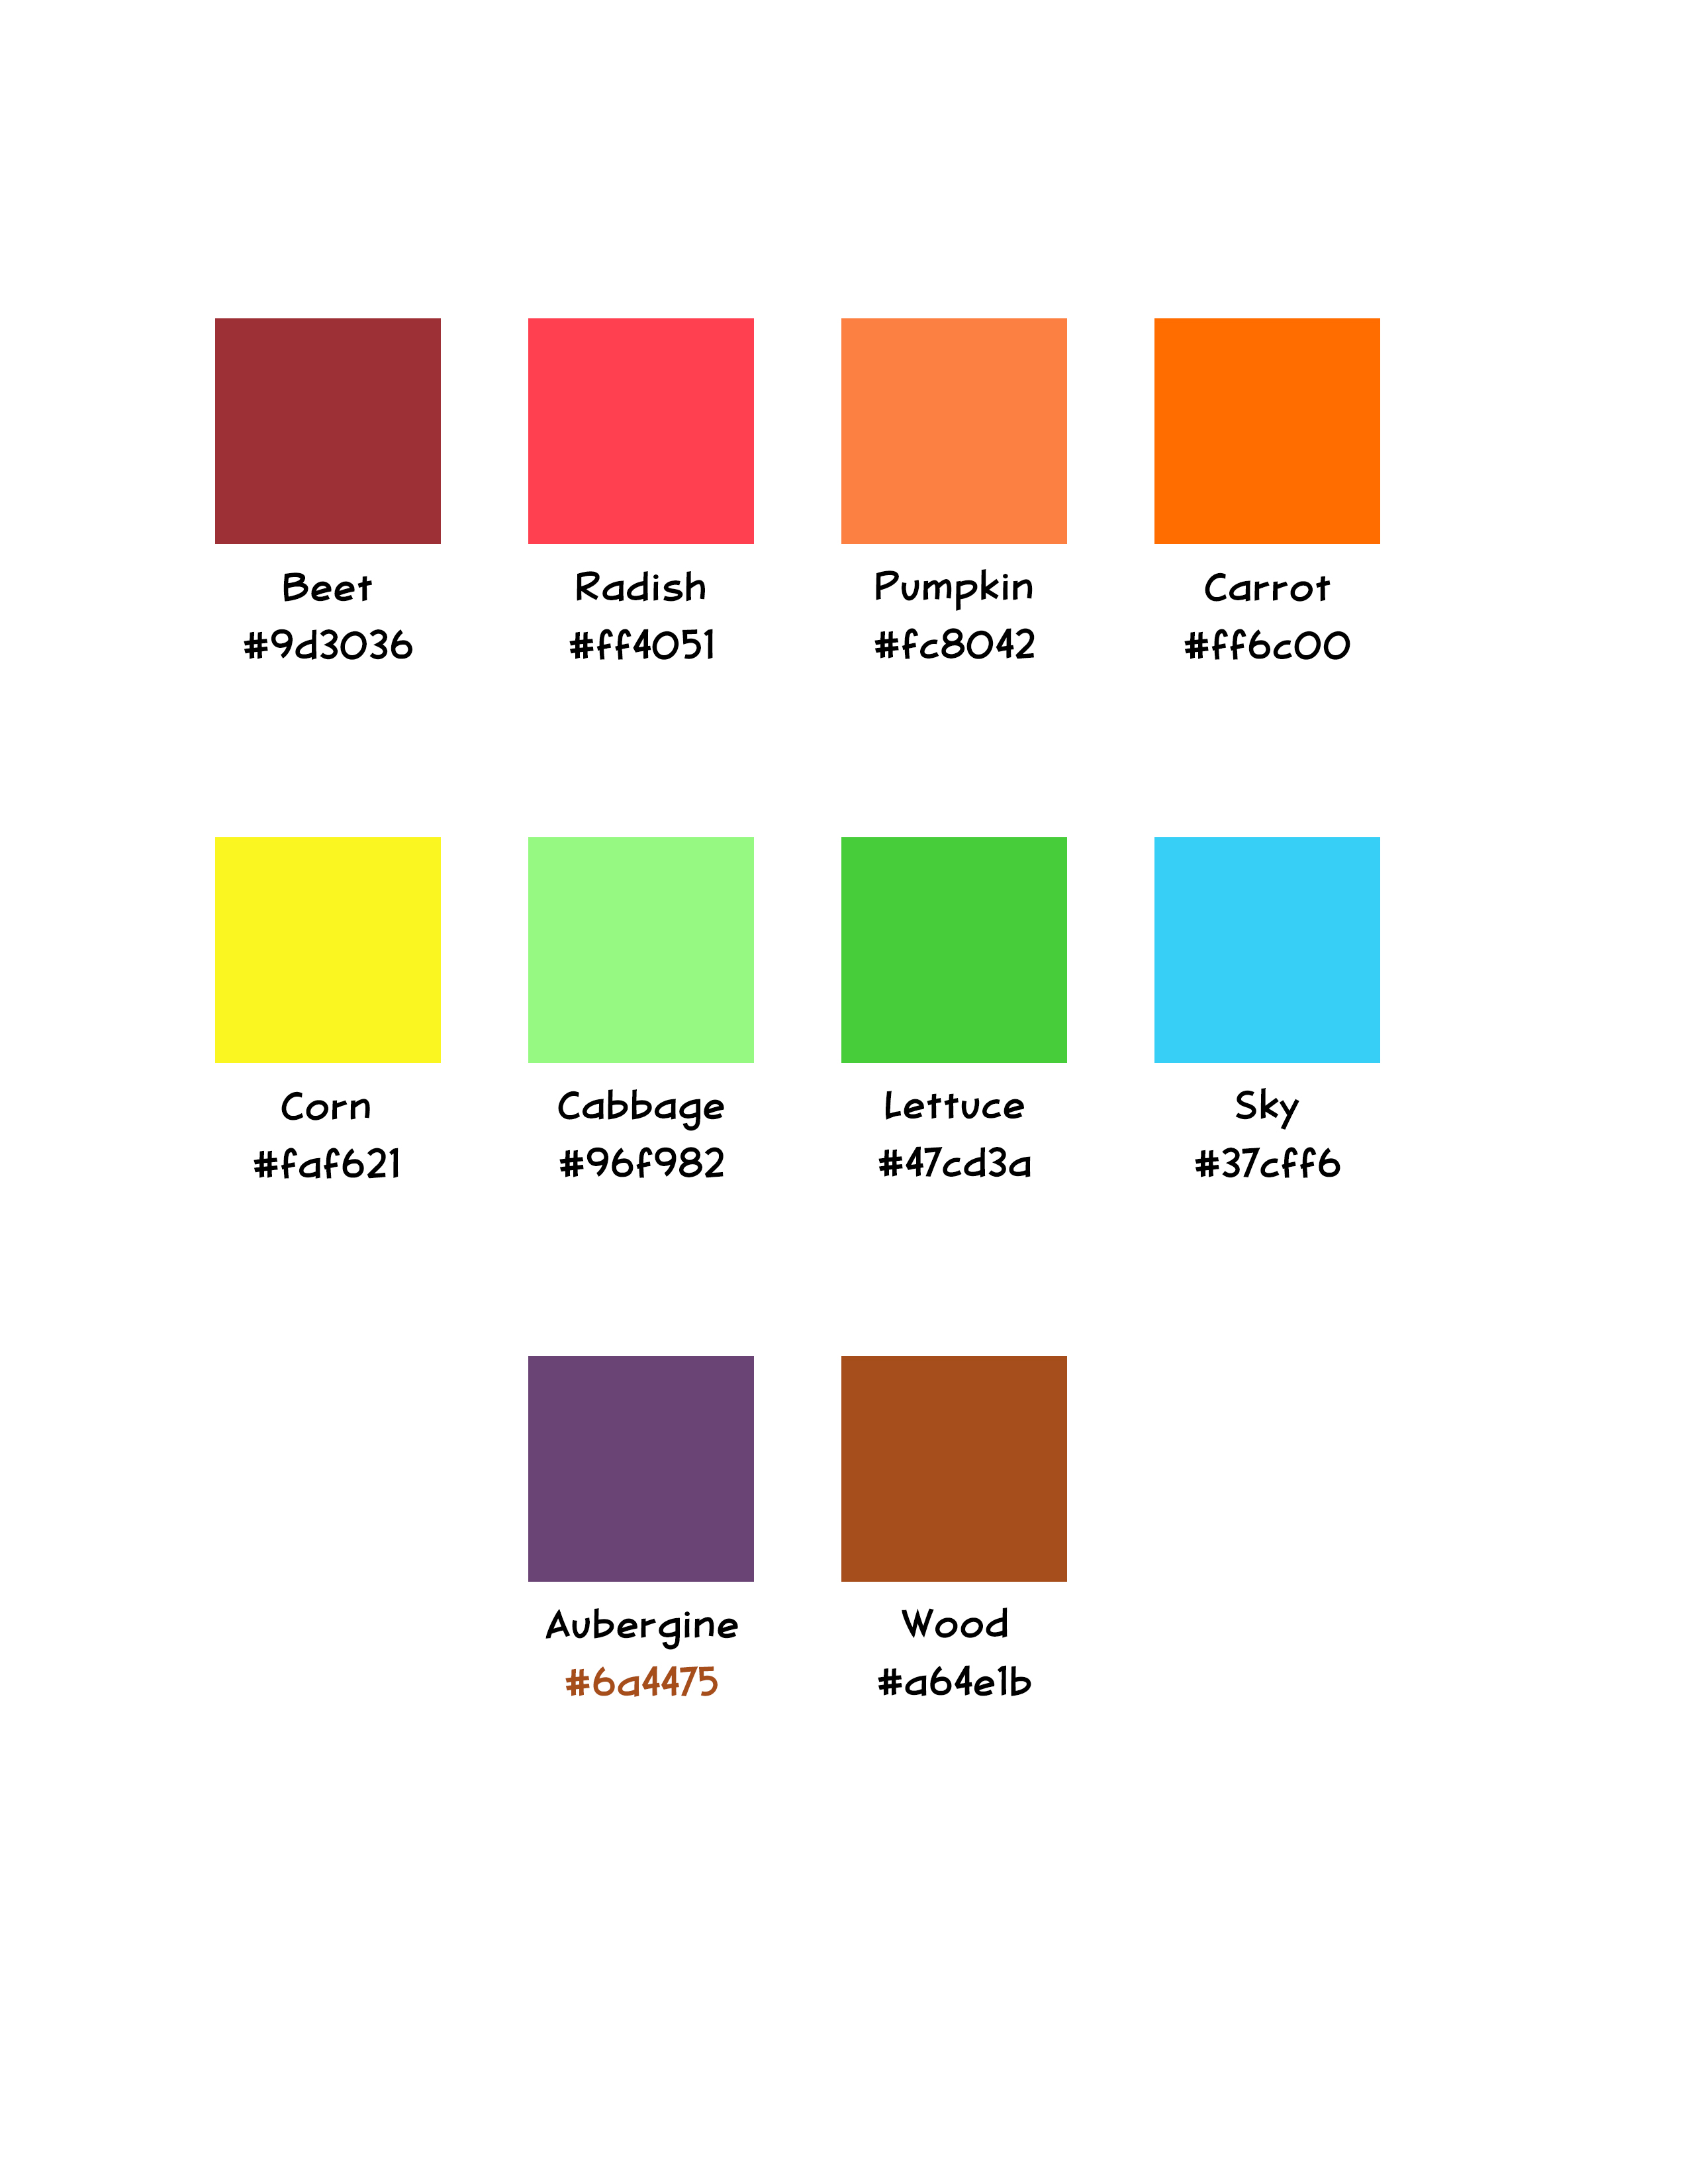 Beet Radish Pumpkin Carrot
#9d3036 #ff4051 #fc8042 #ff6c00
Corn Cabbage Lettuce Sky
#faf621 #96f982 #47cd3a #37cff6
Aubergine Wood
#6a4475 #a64e1b